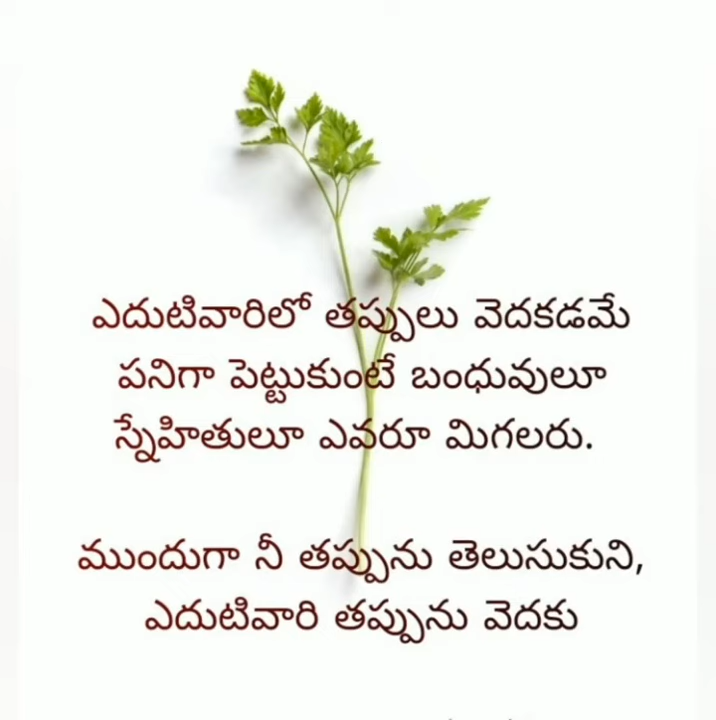 ఎదుటివారిలో తప్పులు వెదకడమే
పనిగా పెట్టుకుంటే బంధువులూ
స్నేహితులూ ఎవరూ మిగలరు.
ముందుగా నీ తప్పును తెలుసుకుని,
ఎదుటివారి తప్పును వెదకు